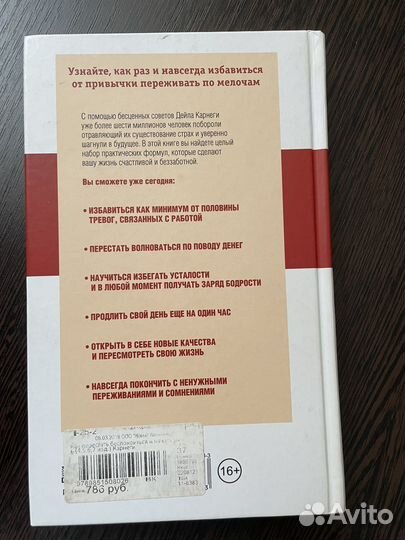 Узнайте, как раз и навсегда избавиться
от привычки переживать по мелочам
С помощью бесценных советов Дейла Карнеги
уже более шести миллионов человек побороли
отравляющий их существование страх и уверенно
шагнули в будущее. В этой книге вы найдете целый
набор практических формул, которые сделают
вашу жизнь счастливой и беззаботной.
Вы сможете уже сегодня:
• ИЗБАВИТЬСЯ КАК МИНИМУМ ОТ ПОЛОВИНЫ
ТРЕВОГ, СВЯЗАННЫХ С РАБОТОЙ
• ПЕРЕСТАТЬ ВОЛНОВАТЬСЯ ПО ПОВОДУ ДЕНЕГ
• НАУЧИТЬСЯ ИЗБЕГАТЬ УСТАЛОСТИ
И В ЛЮБОЙ МОМЕНТ ПОЛУЧАТЬ ЗАРЯД БОДРОСТИ
• ПРОДЛИТЬ СВОЙ ДЕНЬ ЕЩЕ НА ОДИН ЧАС
• ОТКРЫТЬ В СЕБЕ НОВЫЕ КАЧЕСТВА
И ПЕРЕСМОТРЕТЬ СВОЮ ЖИЗНЬ
• НАВСЕГДА ПОКОНЧИТЬ С НЕНУЖНЫМИ
ПЕРЕЖИВАНИЯМИ И СОМНЕНИЯМИ
Карнеги
37
786 руб.
16+
Avito